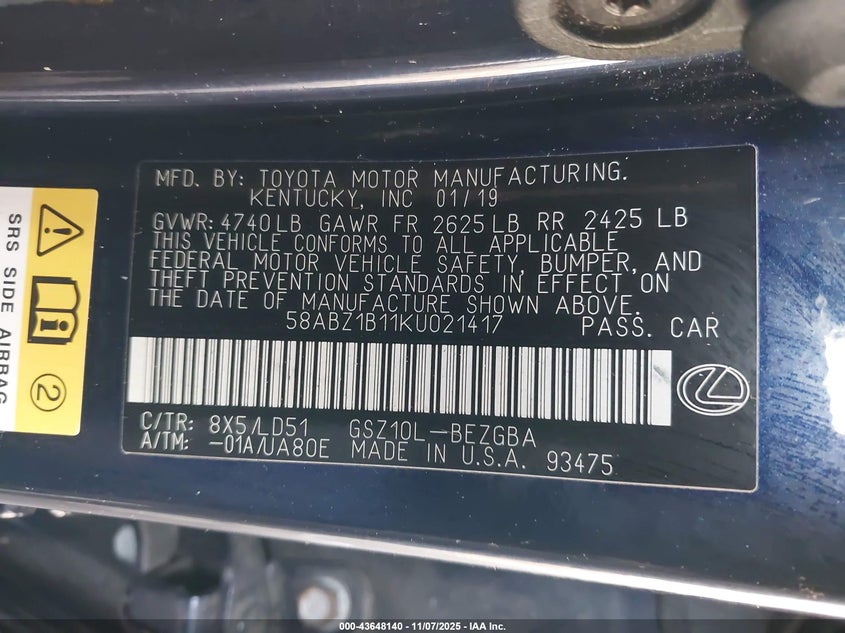 MFD. BY: TOYOTA MOTOR MANUFACTURING.
KENTUCKY, INC 01/19
GVWR: 4740LB GAWR FR 2625LB RR 2425 LB
THIS VEHICLE CONFORMS TO ALL APPLICABLE
FEDERAL MOTOR VEHICLE SAFETY, BUMPER, AND
THEFT PREVENTION STANDARDS IN EFFECT ON
THE DATE OF MANUFACTURE SHOWN ABOVE.
58ABZ1B11KU021417 PASS. CAR
C/TR: 8X5/LD51 GSZ10L-BEZGBA
A/TM: -01A/UA80E MADE IN U.S.A. 93475
SRS SIDE AIRBAG
2
000-43648140 - 11/07/2025 - IAA Inc.